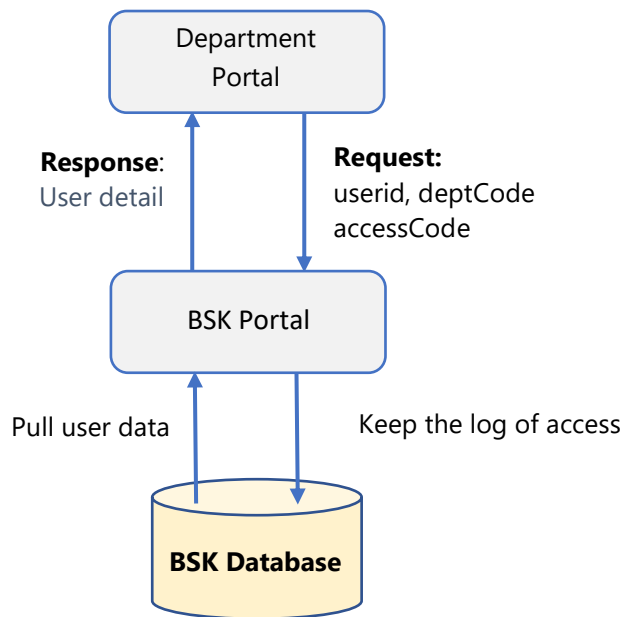 Department
Portal
Response:
User detail
Request:
userid, deptCode
accessCode
BSK Portal
Pull user data
Keep the log of access
BSK Database